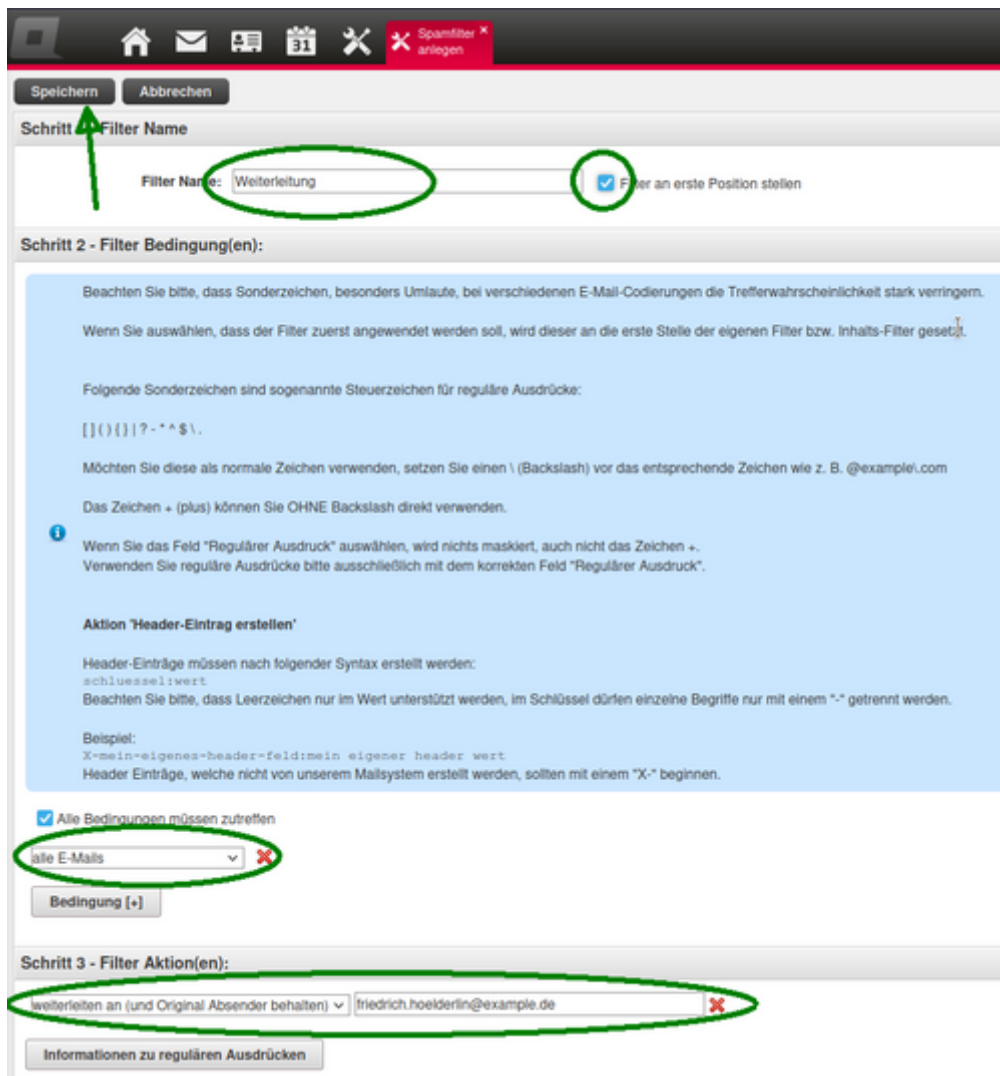 31
Spamfilter
anlegen
Speichern Abbrechen
Schritt Filter Name
Filter Name: Weiterleitung Filter an erste Position stellen
Schritt 2 - Filter Bedingung(en):
Beachten Sie bitte, dass Sonderzeichen, besonders Umlaute, bei verschiedenen E-Mail-Codierungen die Trefferwahrscheinlichkeit stark verringern.
Wenn Sie auswählen, dass der Filter zuerst angewendet werden soll, wird dieser an die erste Stelle der eigenen Filter bzw. Inhalts-Filter gesetzt.
Folgende Sonderzeichen sind sogenannte Steuerzeichen für reguläre Ausdrücke:
[ ] ( ) { } | ? - * ^ $ \ .
Möchten Sie diese als normale Zeichen verwenden, setzen Sie einen \ (Backslash) vor das entsprechende Zeichen wie z. B. @example\.com
Das Zeichen + (plus) können Sie OHNE Backslash direkt verwenden.
Wenn Sie das Feld "Regulärer Ausdruck" auswählen, wird nichts maskiert, auch nicht das Zeichen +.
Verwenden Sie reguläre Ausdrücke bitte ausschließlich mit dem korrekten Feld "Regulärer Ausdruck".
Aktion 'Header-Eintrag erstellen'
Header-Einträge müssen nach folgender Syntax erstellt werden:
schluessel:wert
Beachten Sie bitte, dass Leerzeichen nur im Wert unterstützt werden, im Schlüssel dürfen einzelne Begriffe nur mit einem "-" getrennt werden.
Beispiel:
X-mein-eigenes-header-feld:mein eigener header wert
Header Einträge, welche nicht von unserem Mailsystem erstellt werden, sollten mit einem "X-" beginnen.
Alle Bedingungen müssen zutreffen
alle E-Mails
Bedingung [+]
Schritt 3 - Filter Aktion(en):
weiterleiten an (und Original Absender behalten) friedrich.hoelderlin@example.de
Informationen zu regulären Ausdrücken